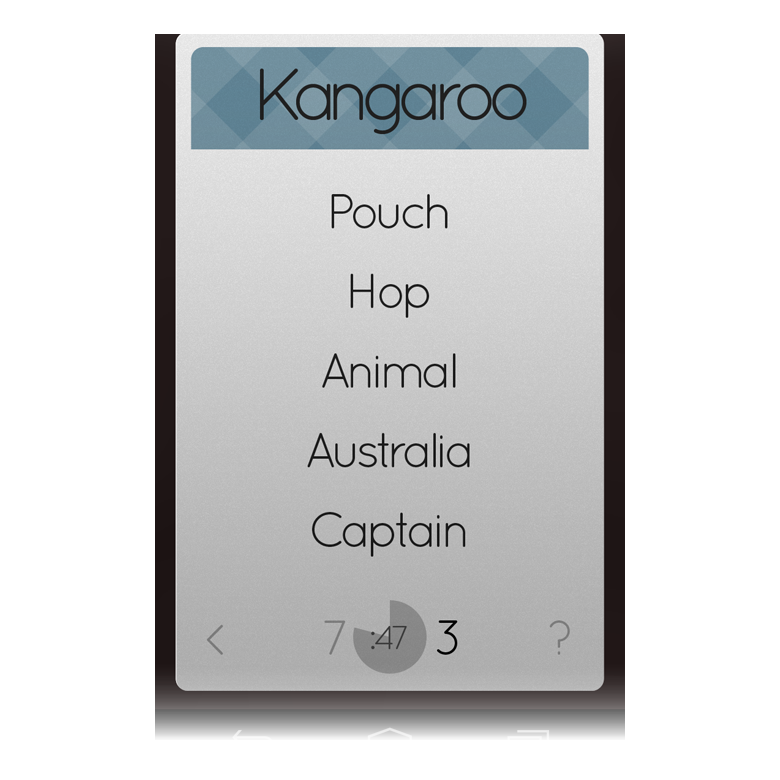 Kangaroo
Pouch
Hop
Animal
Australia
Captain
< 7 :47 3 ?